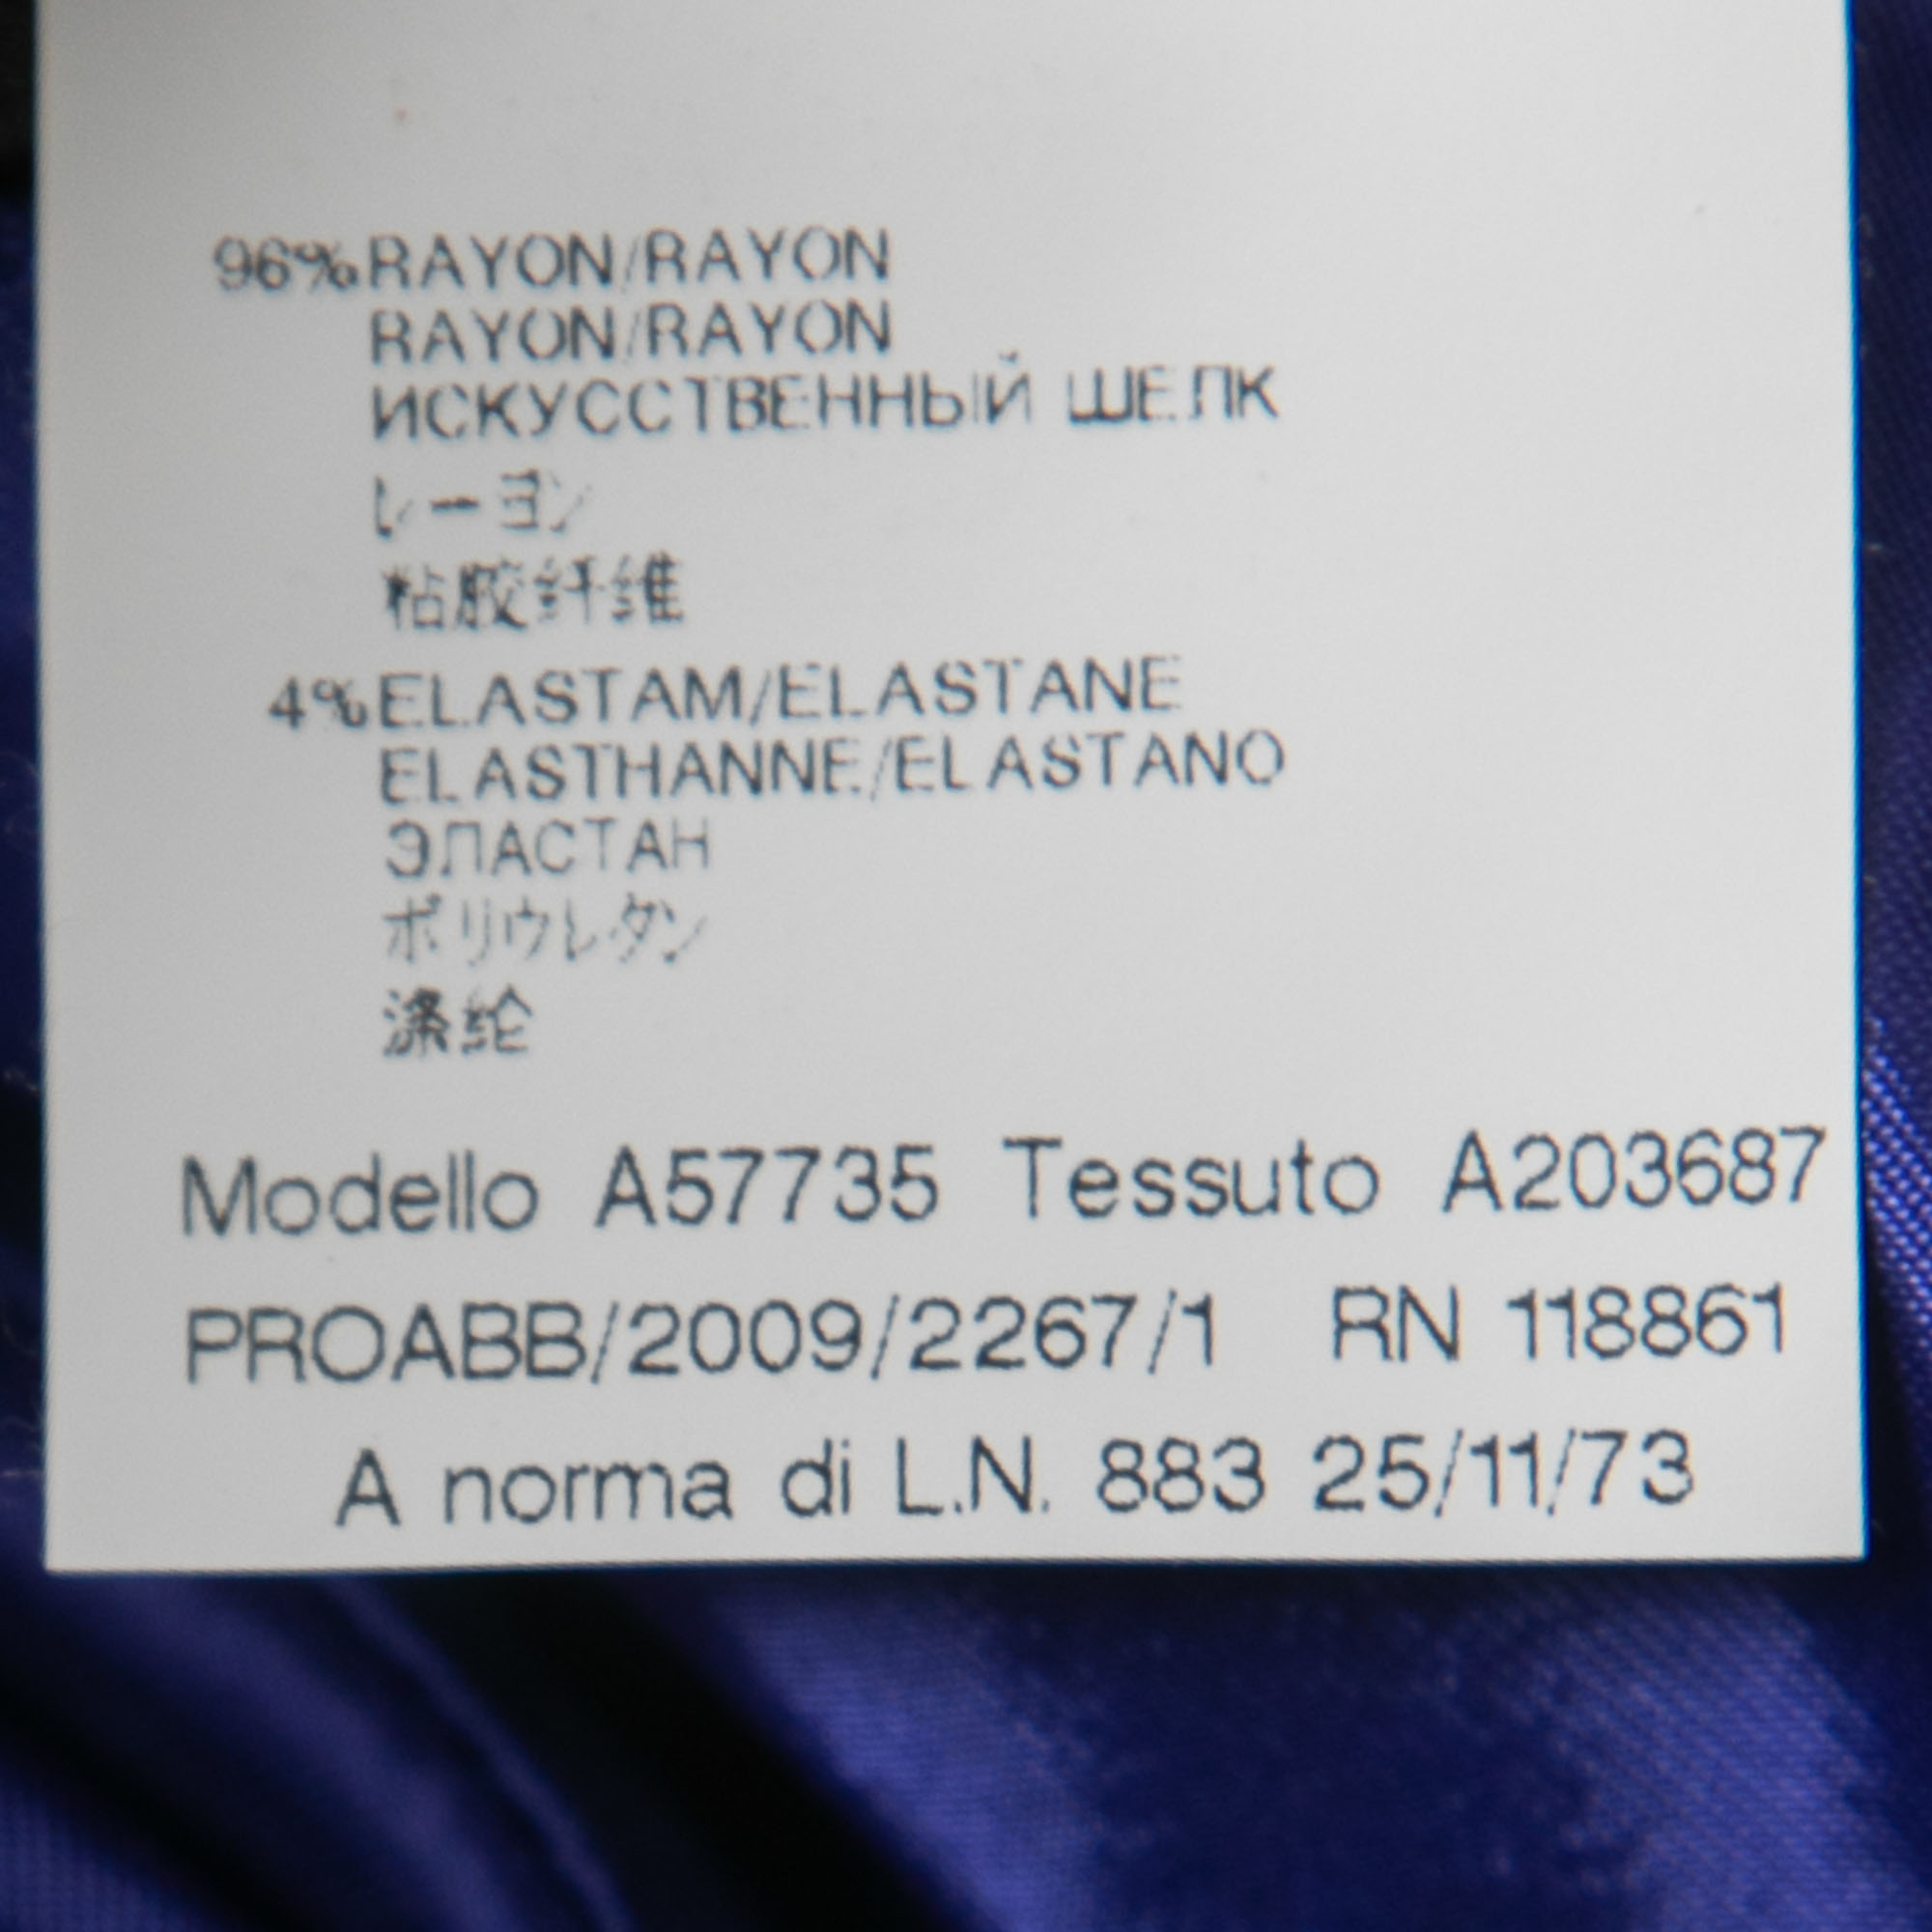 96% RAYON/RAYON
RAYON/RAYON
ИСКУССТВЕННЫЙ ШЕЛК
レーヨン
粘胶纤维
4% ELASTAM/ELASTANE
ELASTHANNE/ELASTANO
ЭЛАСТАН
ポリウレタン
涤纶
Modello A57735 Tessuto A203687
PROABB/2009/2267/1 RN 118861
A norma di L.N. 883 25/11/73